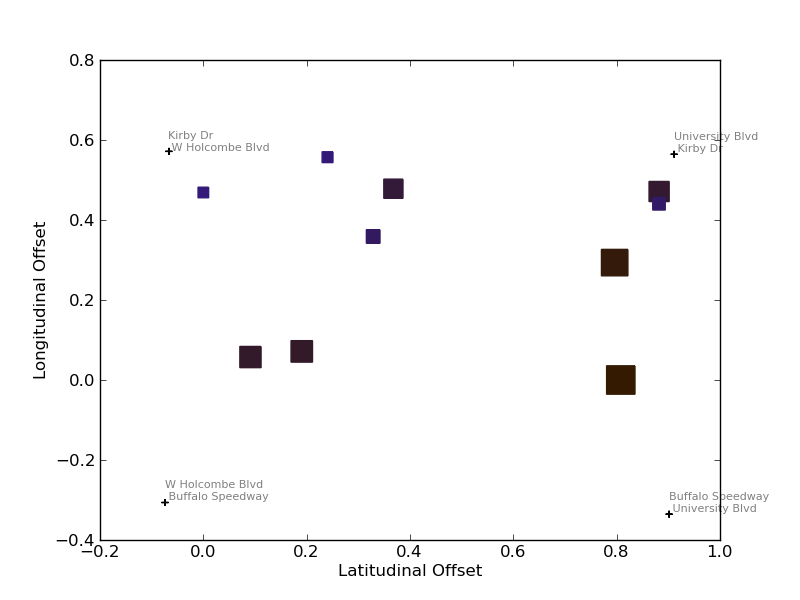 0.8
0.6
0.4
0.2
0.0
−0.2
−0.4
Longitudinal Offset
Kirby Dr
W Holcombe Blvd
University Blvd
Kirby Dr
W Holcombe Blvd
Buffalo Speedway
Buffalo Speedway
University Blvd
−0.2 0.0 0.2 0.4 0.6 0.8 1.0
Latitudinal Offset